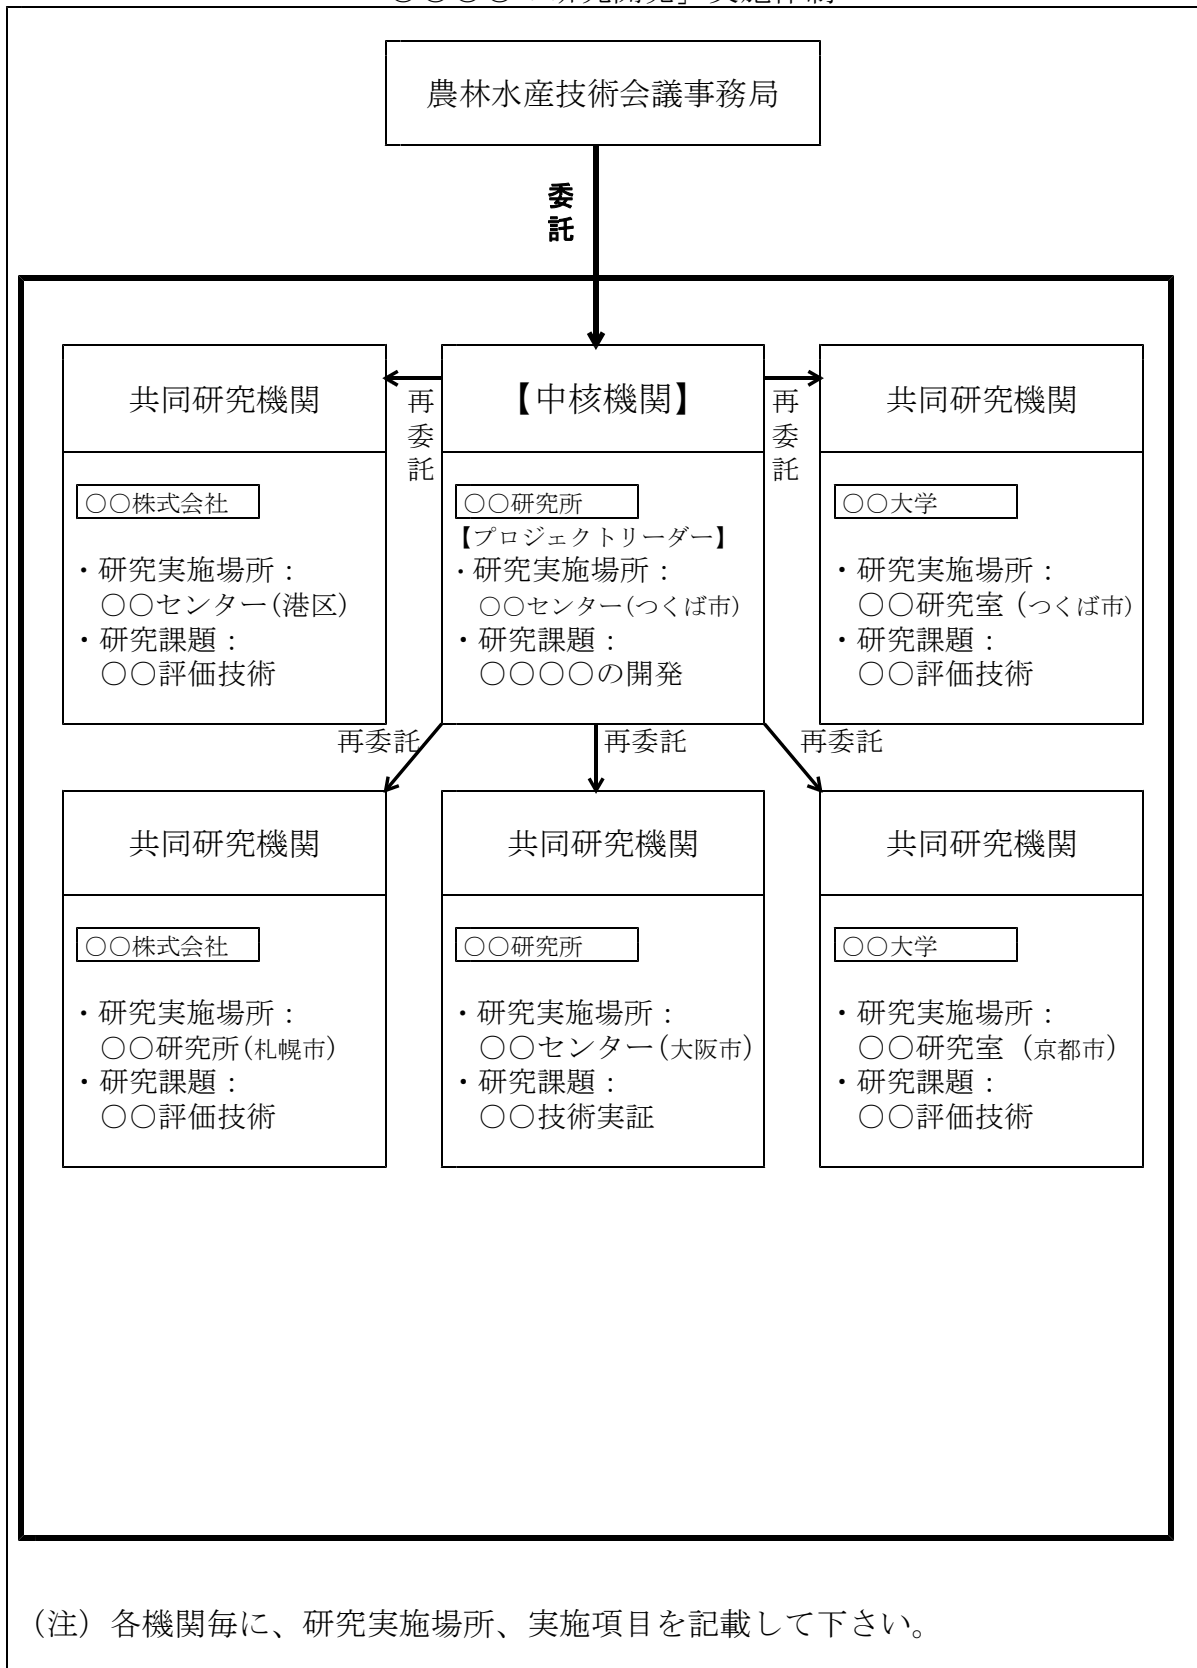 農林水産技術会議事務局
委
託
共同研究機関
○○株式会社
・研究実施場所：
○○センター(港区)
・研究課題：
○○評価技術
再
委
託
【中核機関】
○○研究所
【プロジェクトリーダー】
・研究実施場所：
○○センター(つくば市)
・研究課題：
○○○○の開発
再
委
託
共同研究機関
○○大学
・研究実施場所：
○○研究室（つくば市)
・研究課題：
○○評価技術
再委託
再委託
再委託
共同研究機関
○○株式会社
・研究実施場所：
○○研究所(札幌市)
・研究課題：
○○評価技術
共同研究機関
○○研究所
・研究実施場所：
○○センター(大阪市)
・研究課題：
○○技術実証
共同研究機関
○○大学
・研究実施場所：
○○研究室（京都市)
・研究課題：
○○評価技術
（注）各機関毎に、研究実施場所、実施項目を記載して下さい。